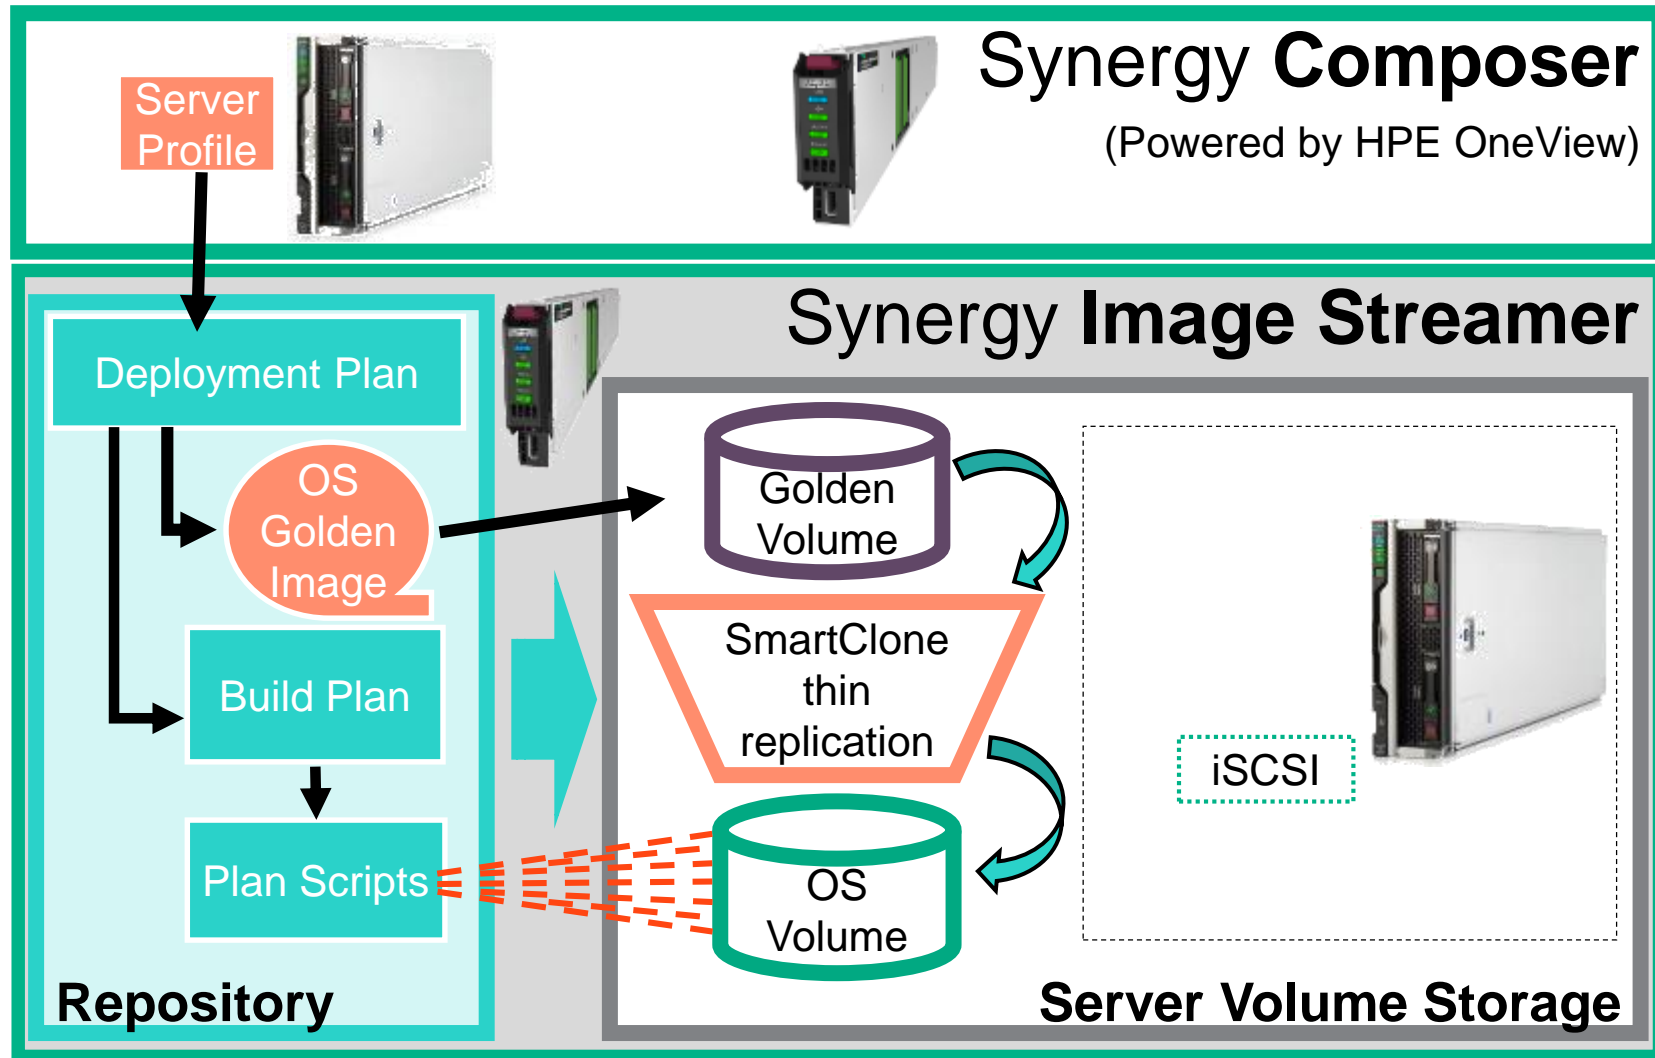 Synergy Composer
(Powered by HPE OneView)
Server
Profile
Synergy Image Streamer
Deployment Plan
OS
Golden
Image
Build Plan
Plan Scripts
Repository
Golden
Volume
SmartClone
thin
replication
OS
Volume
iSCSI
Server Volume Storage